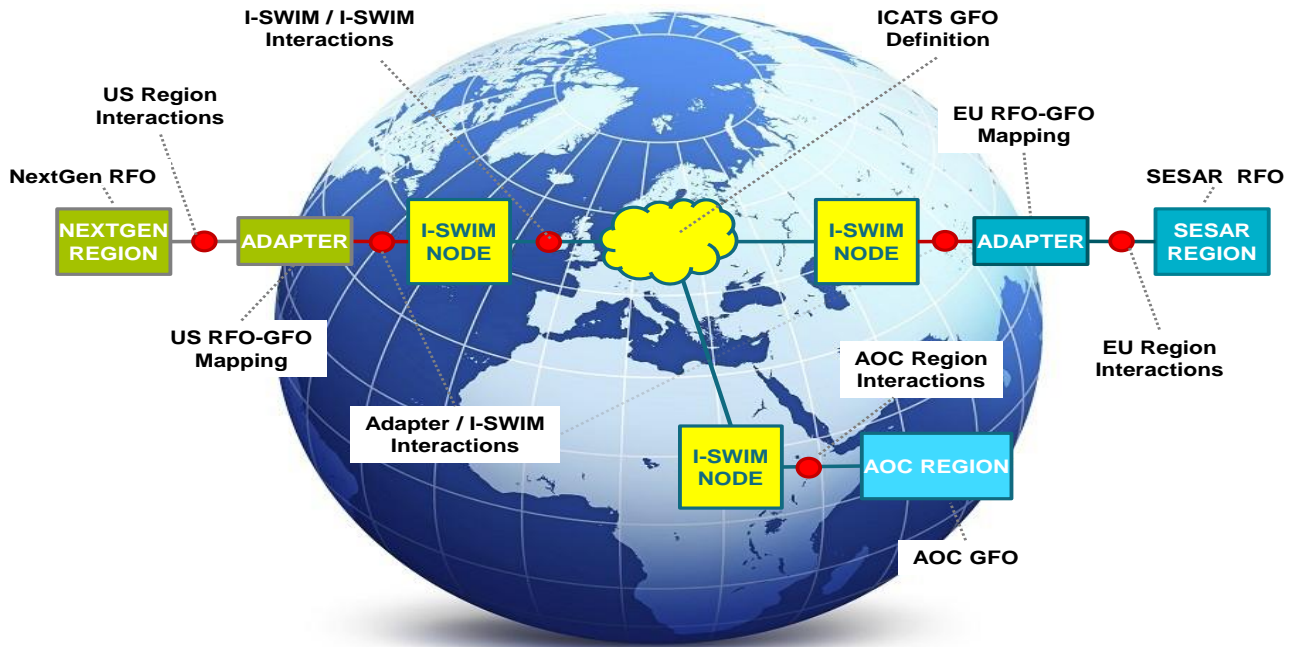 I-SWIM / I-SWIM
Interactions
ICATS GFO
Definition
US Region
Interactions
EU RFO-GFO
Mapping
NextGen RFO
SESAR RFO
NEXTGEN
REGION
ADAPTER
I-SWIM
NODE
I-SWIM
NODE
ADAPTER
SESAR
REGION
US RFO-GFO
Mapping
AOC Region
Interactions
EU Region
Interactions
Adapter / I-SWIM
Interactions
I-SWIM
NODE
AOC REGION
AOC GFO